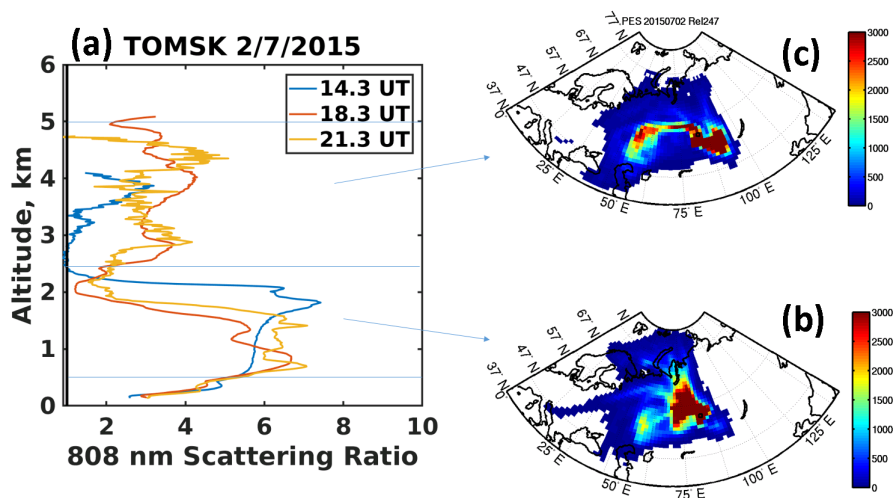 (a) TOMSK 2/7/2015
14.3 UT
18.3 UT
21.3 UT
6
5
4
3
2
1
0
Altitude, km
2 4 6 8 10
808 nm Scattering Ratio
PES 20150702 Rel247
(c)
77° N
67° N
57° N
47° N
37° N
25° E
50° E
75° E
100° E
125° E
3000
2500
2000
1500
1000
500
0
(b)
N
67° N
57° N
47° N
37° N
25° E
50° E
75° E
100° E
125° E
3000
2500
2000
1500
1000
500
0